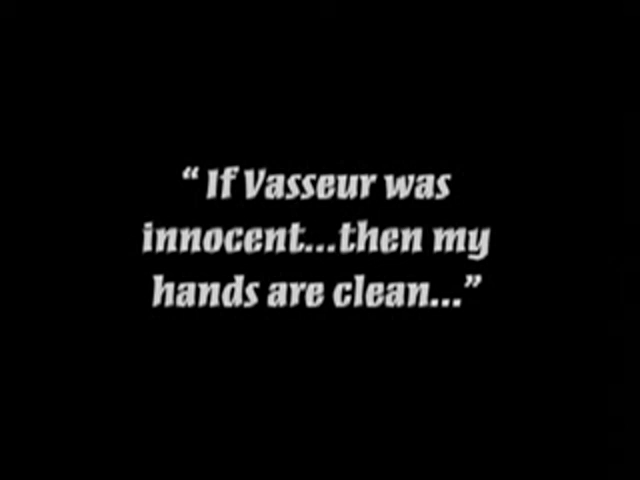 “ If Vasseur was
innocent...then my
hands are clean...”